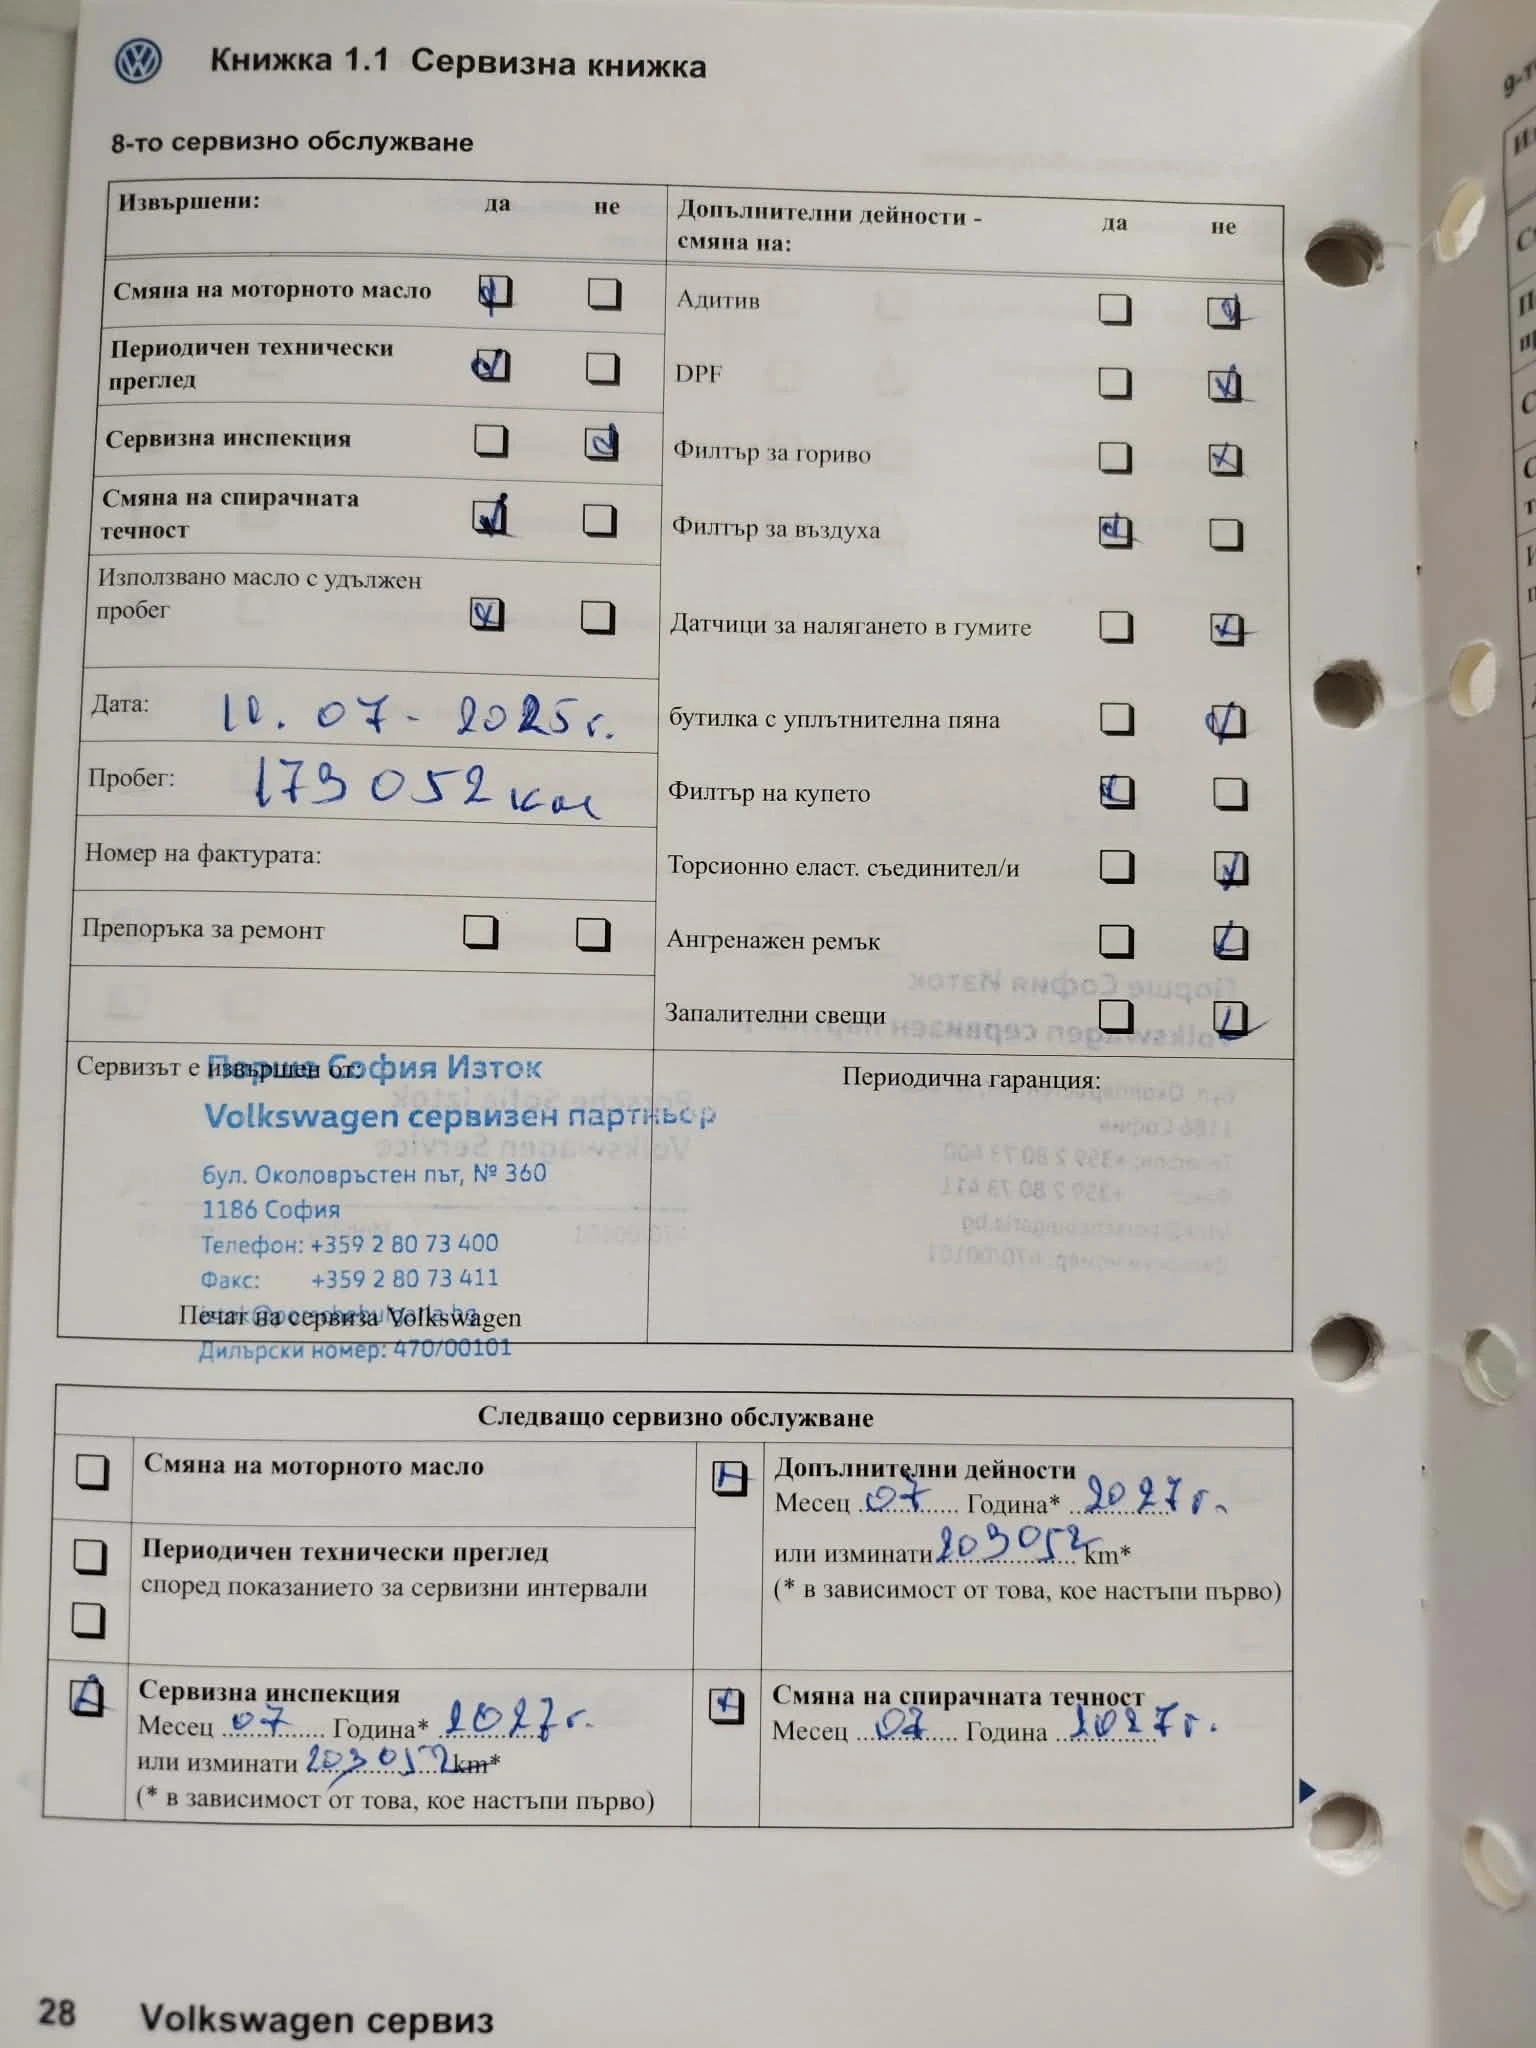 Книжка 1.1 Сервизна книжка
8-то сервизно обслужване
Извършени: да не
Смяна на моторното масло
Периодичен технически
преглед
Сервизна инспекция
Смяна на спирачната
течност
Използвано масло с удължен
пробег
Дата: 10.07.2025г.
Пробег: 173 052 км
Номер на фактурата:
Препоръка за ремонт
Допълнителни дейности - да не
смяна на:
Адитив
DPF
Филтър за гориво
Филтър за въздуха
Датчици за налягането в гумите
бутилка с уплътнителна пяна
Филтър на купето
Торсионно еласт. съединител/и
Ангренажен ремък
Запалителни свещи
Сервизът е извършен от:
Порше София Изток
Volkswagen сервизен партньор
бул. Околовръстен път, № 360
1186 София
Телефон: +359 2 80 73 400
Факс: +359 2 80 73 411
iztok@porschebulgaria.bg
Печат на сервиза Volkswagen
Дилърски номер: 470/00101
Периодична гаранция:
Следващо сервизно обслужване
Смяна на моторното масло
Периодичен технически преглед
според показанието за сервизни интервали
Сервизна инспекция
Месец 07 Година* 2027г.
или изминати 203052 km*
(* в зависимост от това, кое настъпи първо)
Допълнителни дейности
Месец 07 Година* 2027г.
или изминати 203052 km*
(* в зависимост от това, кое настъпи първо)
Смяна на спирачната течност
Месец 07 Година 2027г.
28 Volkswagen сервиз
9-т